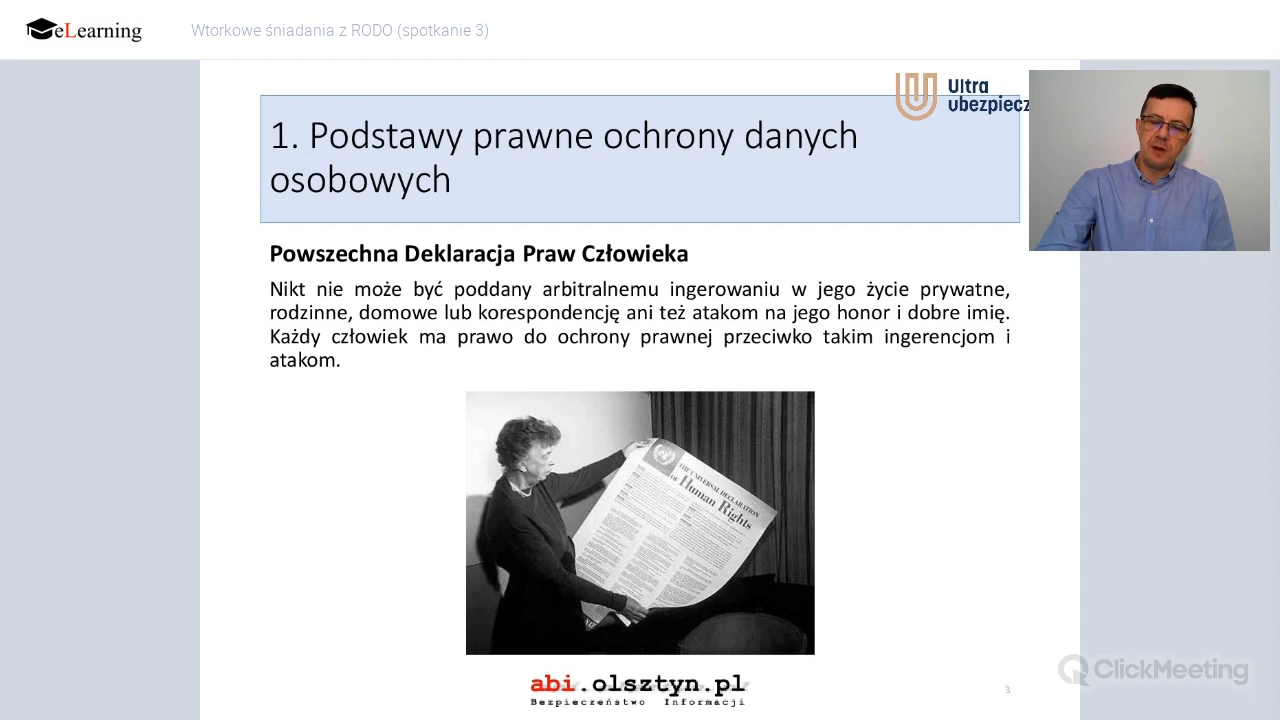 eLearning
Wtorkowe śniadania z RODO (spotkanie 3)
Ultra
ubezpiecz
1. Podstawy prawne ochrony danych
osobowych
Powszechna Deklaracja Praw Człowieka
Nikt nie może być poddany arbitralnemu ingerowaniu w jego życie prywatne,
rodzinne, domowe lub korespondencję ani też atakom na jego honor i dobre imię.
Każdy człowiek ma prawo do ochrony prawnej przeciwko takim ingerencjom i
atakom.
THE UNIVERSAL DECLARATION
OF Human Rights
abi.olsztyn.pl
Bezpieczeństwo Informacji
3
ClickMeeting